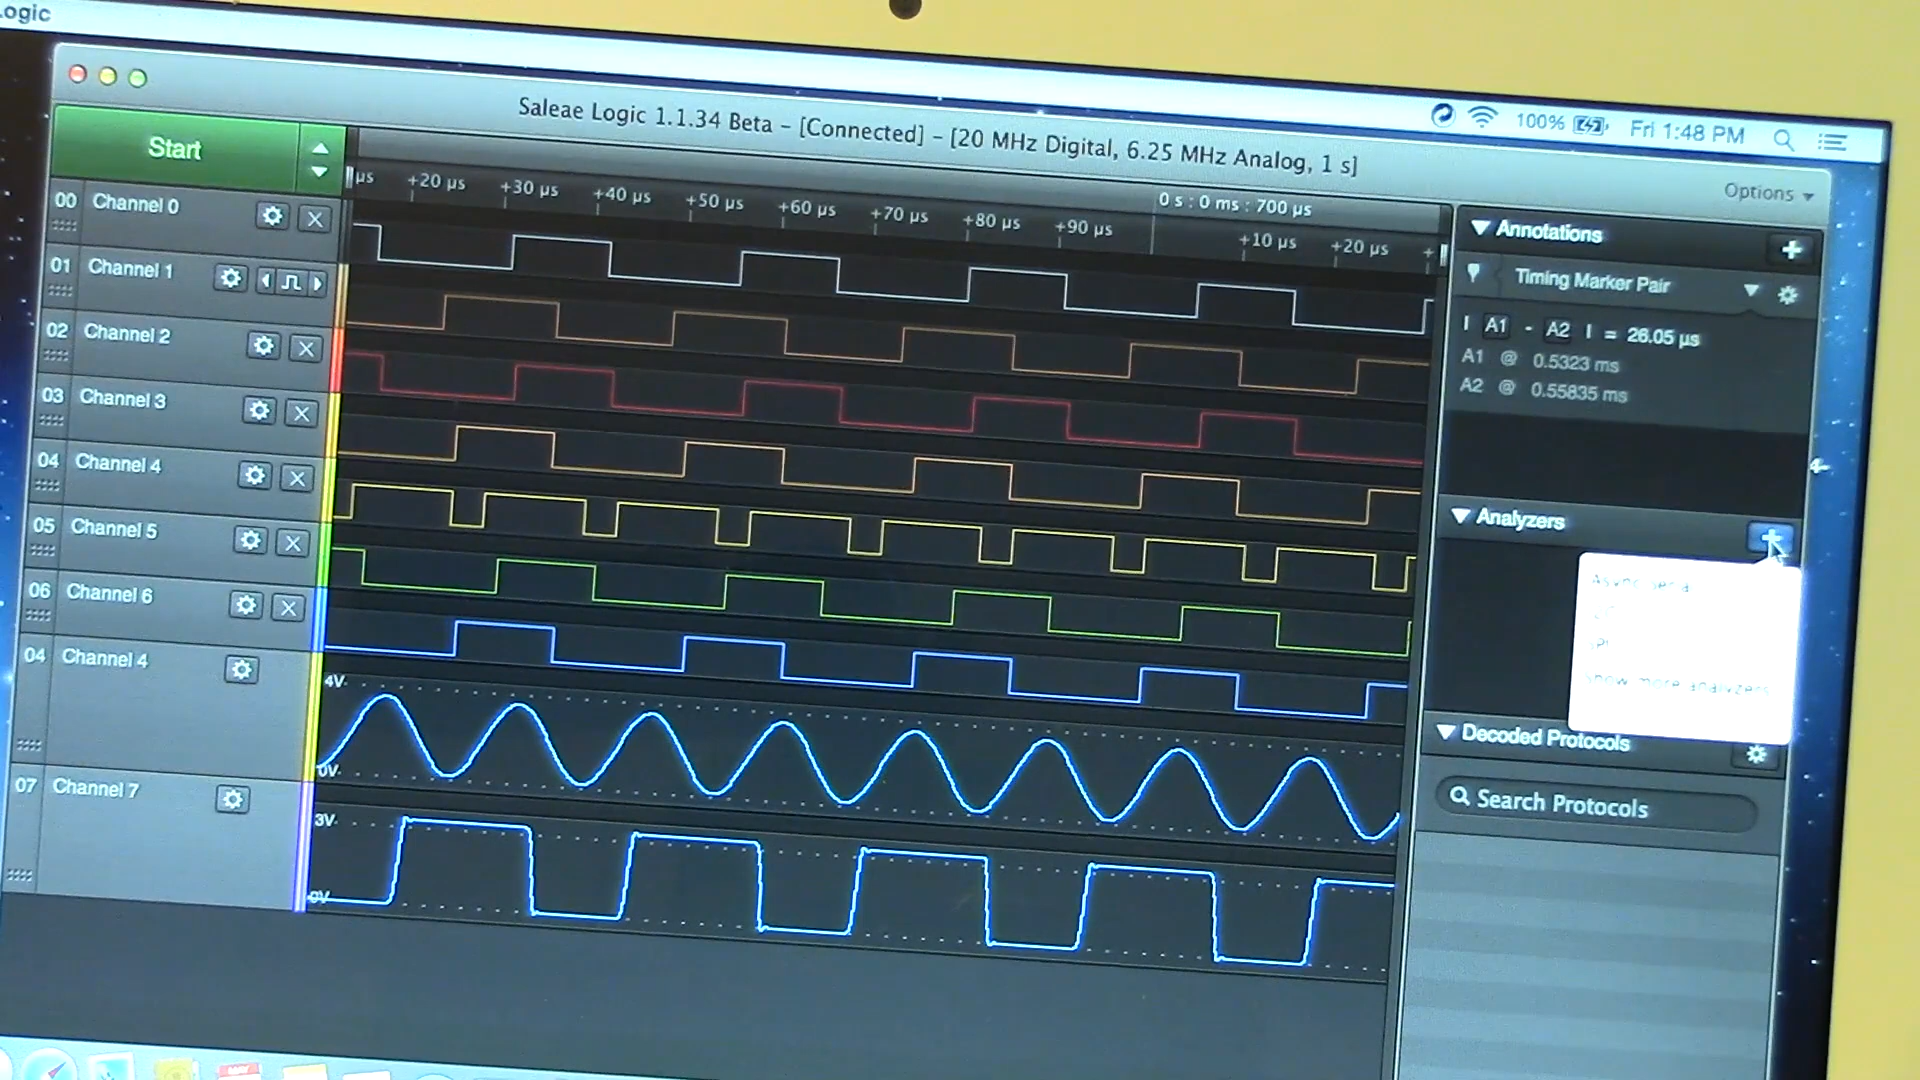 Logic
100% Fri 1:48 PM
Saleae Logic 1.1.34 Beta - [Connected] - [20 MHz Digital, 6.25 MHz Analog, 1 s]
Options
Start
µs +20 µs +30 µs +40 µs +50 µs +60 µs +70 µs +80 µs +90 µs 0 s : 0 ms : 700 µs +10 µs +20 µs +
00 Channel 0
01 Channel 1
02 Channel 2
03 Channel 3
04 Channel 4
05 Channel 5
06 Channel 6
04 Channel 4
4V
0V
07 Channel 7
3V
0V
Annotations
Timing Marker Pair
| A1 - A2 | = 26.05 µs
A1 @ 0.5323 ms
A2 @ 0.55835 ms
Analyzers
Async Serial
Show more analyzers
Decoded Protocols
Search Protocols